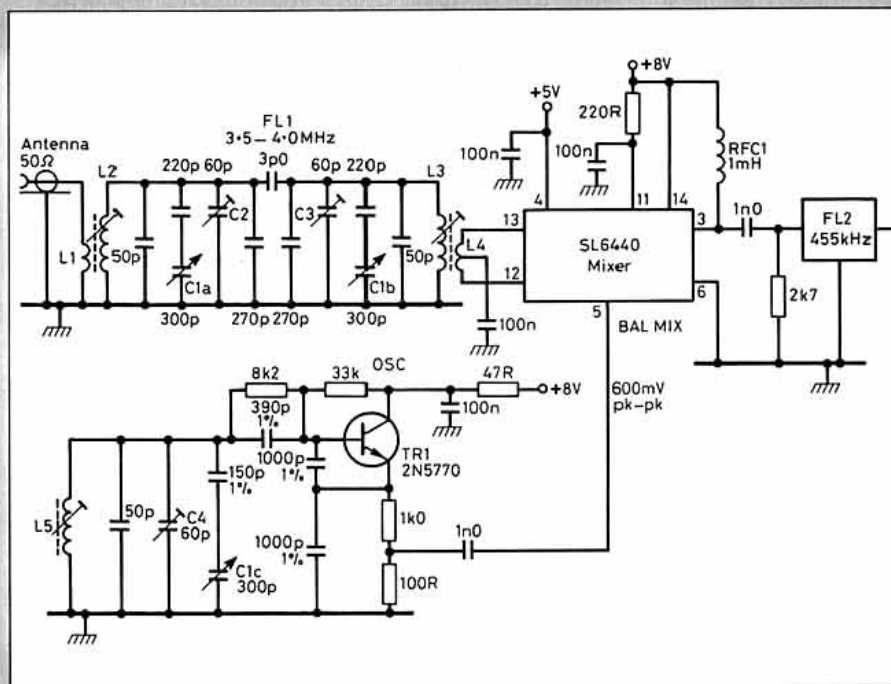 FL1
3·5–4·0MHz
Antenna
50Ω
L2
220p 60p
3p0
60p 220p
L3
L1
50p
C2
C3
50p
L4
C1a
C1b
300p
270p 270p
300p
100n
+8V
+5V
220R
100n
100n
RFC1
1mH
4
11
14
13
3
1n0
SL6440
Mixer
FL2
455kHz
12
6
5
BAL MIX
2k7
OSC
8k2
33k
47R
+8V
390p
1%
100n
600mV
pk-pk
1000p
1%
TR1
2N5770
150p
1%
L5
50p
C4
60p
1000p
1%
1k0
1n0
C1c
300p
100R